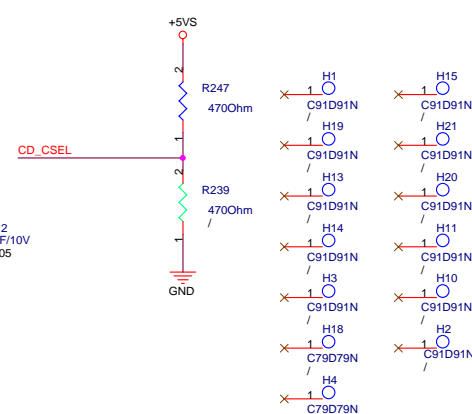 +5VS
2
R247
470Ohm
1
CD_CSEL
2
R239
470Ohm
/
1
GND
2
F/10V
05
H1
1
C91D91N
/
H15
1
C91D91N
/
H19
1
C91D91N
/
H21
1
C91D91N
/
H13
1
C91D91N
/
H20
1
C91D91N
/
H14
1
C91D91N
/
H11
1
C91D91N
/
H3
1
C91D91N
/
H10
1
C91D91N
/
H18
1
C79D79N
/
H2
1
C91D91N
/
H4
1
C79D79N